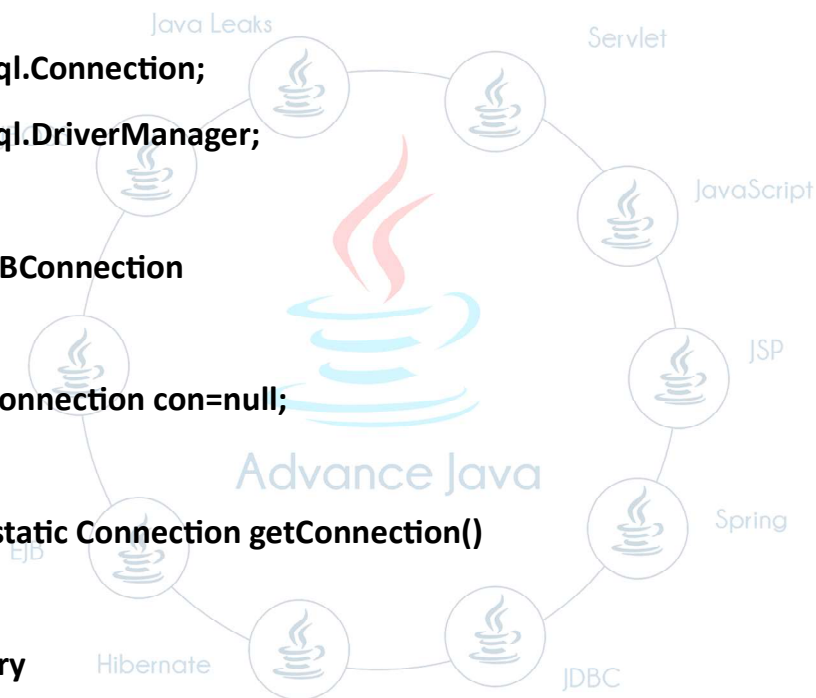 Java Leaks
Servlet
ql.Connection;
ql.DriverManager;
JavaScript
BConnection
JSP
onnection con=null;
Advance Java
Spring
static Connection getConnection()
EJB
ry
Hibernate
JDBC